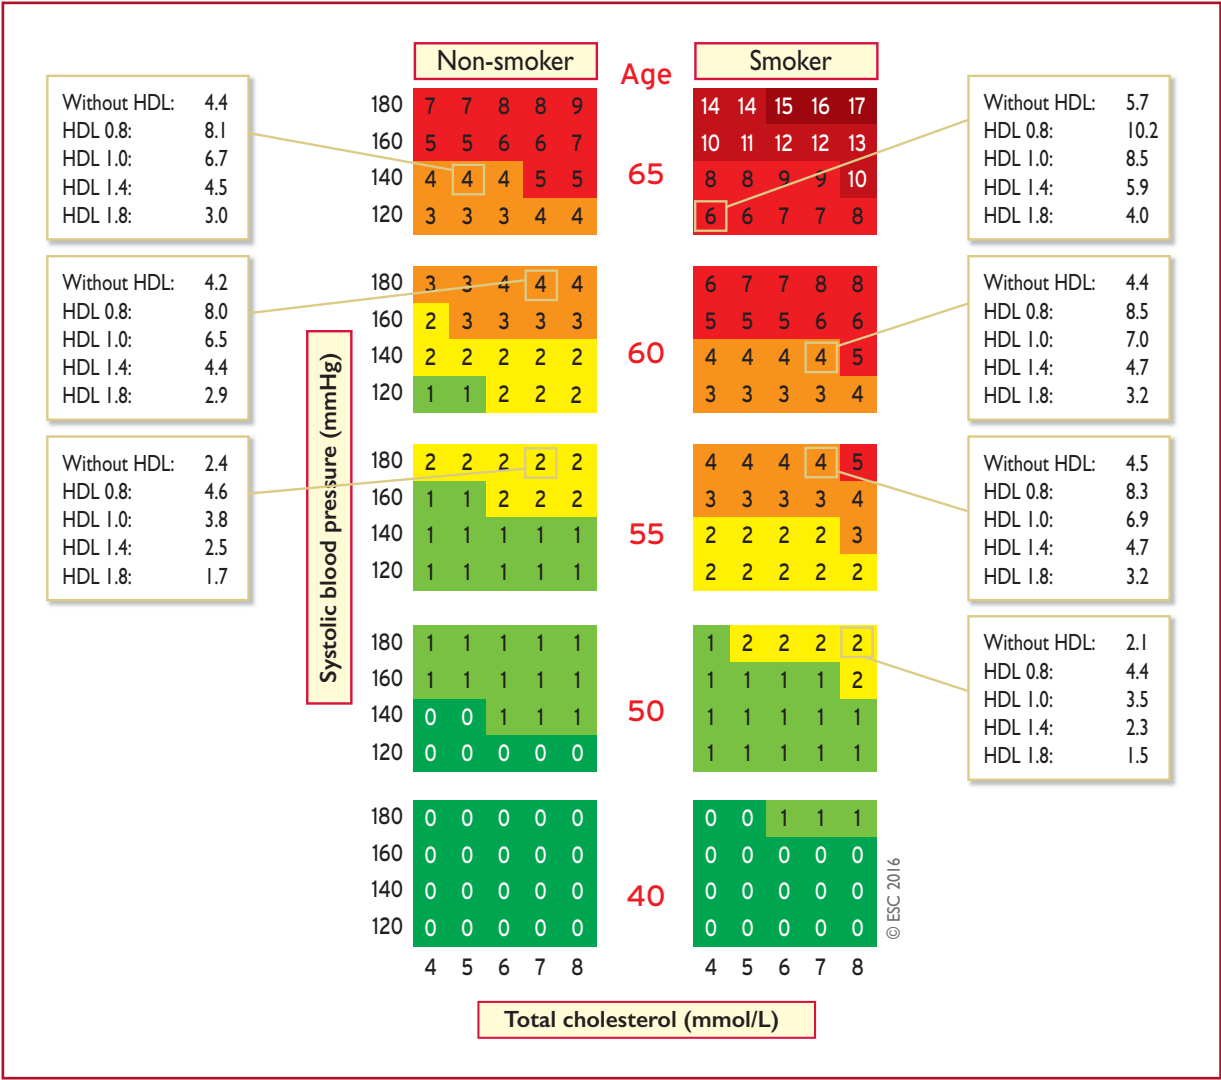 Non-smoker
Age
Smoker
Without HDL: 4.4
HDL 0.8: 8.1
HDL 1.0: 6.7
HDL 1.4: 4.5
HDL 1.8: 3.0
180 7 7 8 8 9
160 5 5 6 6 7
140 4 4 4 5 5
120 3 3 3 4 4
65
14 14 15 16 17
10 11 12 12 13
8 8 9 9 10
6 6 7 7 8
Without HDL: 5.7
HDL 0.8: 10.2
HDL 1.0: 8.5
HDL 1.4: 5.9
HDL 1.8: 4.0
Without HDL: 4.2
HDL 0.8: 8.0
HDL 1.0: 6.5
HDL 1.4: 4.4
HDL 1.8: 2.9
180 3 3 4 4 4
160 2 3 3 3 3
140 2 2 2 2 2
120 1 1 2 2 2
60
6 7 7 8 8
5 5 5 6 6
4 4 4 4 5
3 3 3 3 4
Without HDL: 4.4
HDL 0.8: 8.5
HDL 1.0: 7.0
HDL 1.4: 4.7
HDL 1.8: 3.2
Systolic blood pressure (mmHg)
Without HDL: 2.4
HDL 0.8: 4.6
HDL 1.0: 3.8
HDL 1.4: 2.5
HDL 1.8: 1.7
180 2 2 2 2 2
160 1 1 2 2 2
140 1 1 1 1 1
120 1 1 1 1 1
55
4 4 4 4 5
3 3 3 3 4
2 2 2 2 3
2 2 2 2 2
Without HDL: 4.5
HDL 0.8: 8.3
HDL 1.0: 6.9
HDL 1.4: 4.7
HDL 1.8: 3.2
180 1 1 1 1 1
160 1 1 1 1 1
140 0 0 1 1 1
120 0 0 0 0 0
50
1 2 2 2 2
1 1 1 1 2
1 1 1 1 1
1 1 1 1 1
Without HDL: 2.1
HDL 0.8: 4.4
HDL 1.0: 3.5
HDL 1.4: 2.3
HDL 1.8: 1.5
180 0 0 0 0 0
160 0 0 0 0 0
140 0 0 0 0 0
120 0 0 0 0 0
40
0 0 1 1 1
0 0 0 0 0
0 0 0 0 0
0 0 0 0 0
© ESC 2016
4 5 6 7 8
4 5 6 7 8
Total cholesterol (mmol/L)